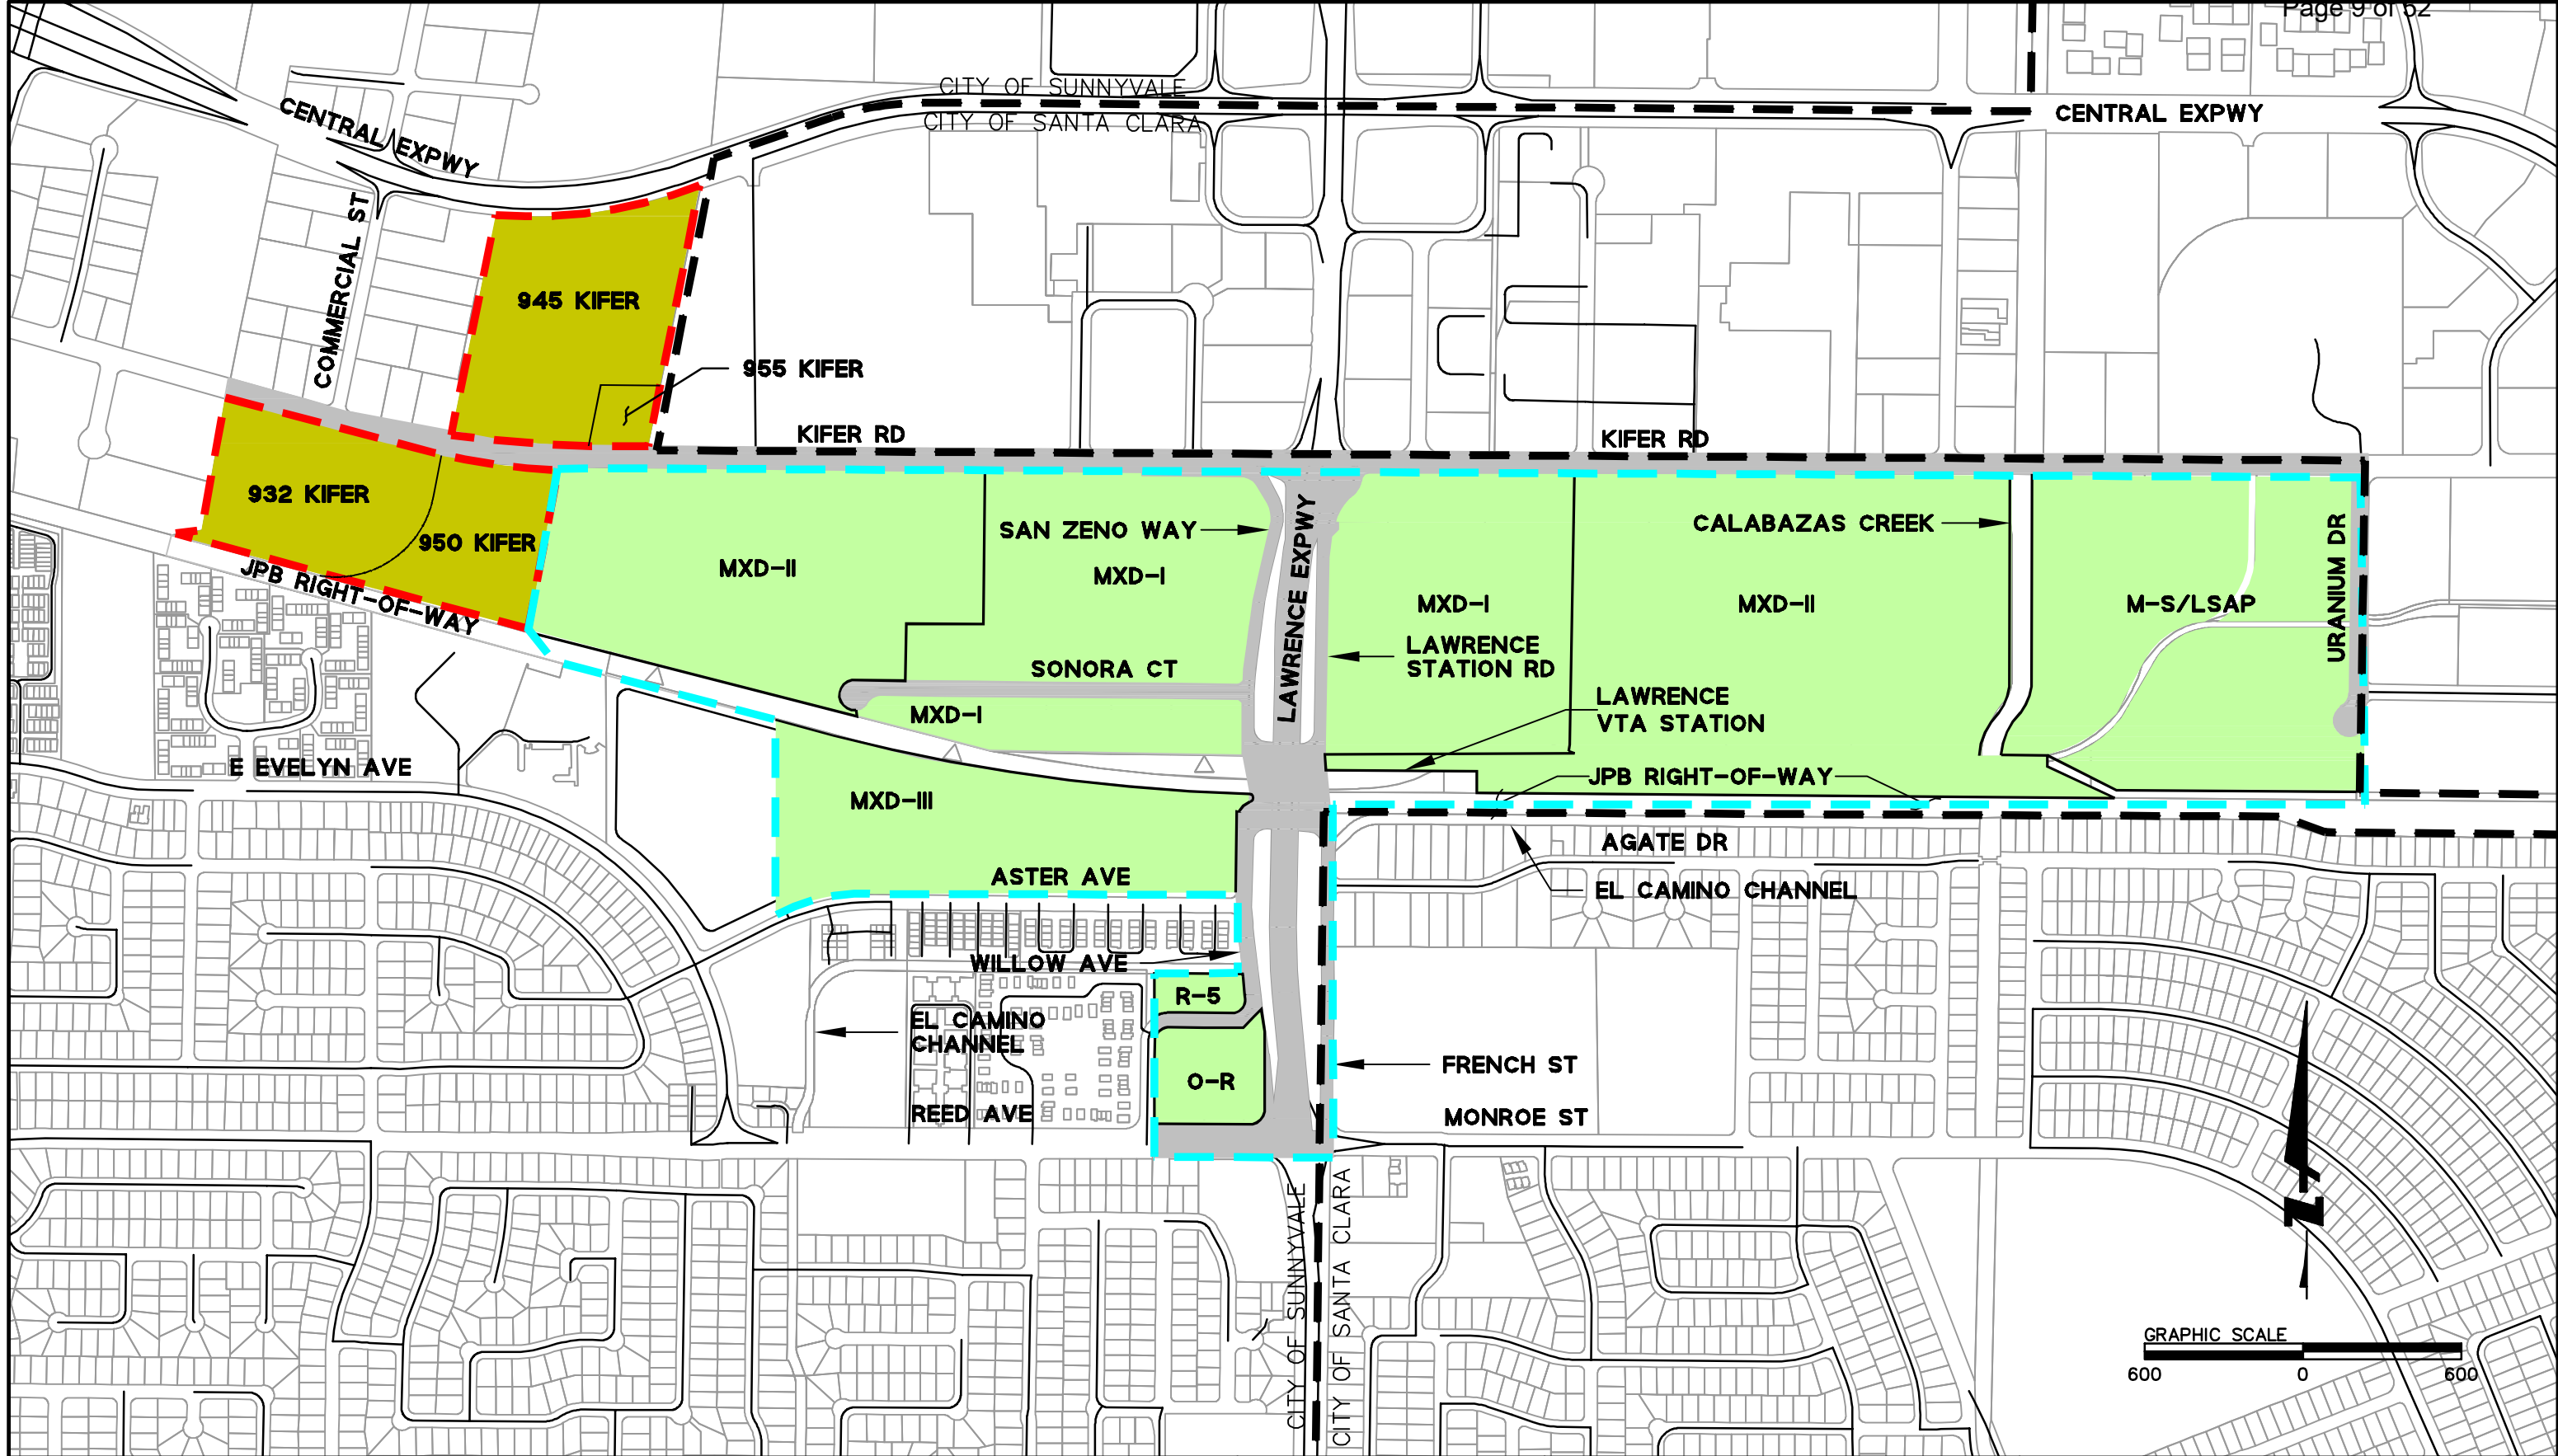 Page 9 of 52
CITY OF SUNNYVALE
CITY OF SANTA CLARA
CENTRAL EXPWY
CENTRAL EXPWY
COMMERCIAL ST
945 KIFER
955 KIFER
KIFER RD
KIFER RD
932 KIFER
950 KIFER
JPB RIGHT-OF-WAY
MXD-II
SAN ZENO WAY
MXD-I
LAWRENCE EXPWY
MXD-I
CALABAZAS CREEK
MXD-II
M-S/LSAP
URANIUM DR
LAWRENCE
STATION RD
SONORA CT
MXD-I
LAWRENCE
VTA STATION
JPB RIGHT-OF-WAY
E EVELYN AVE
MXD-III
AGATE DR
ASTER AVE
EL CAMINO CHANNEL
WILLOW AVE
R-5
EL CAMINO
CHANNEL
O-R
FRENCH ST
REED AVE
MONROE ST
CITY OF SUNNYVALE
CITY OF SANTA CLARA
N
GRAPHIC SCALE
600
0
600